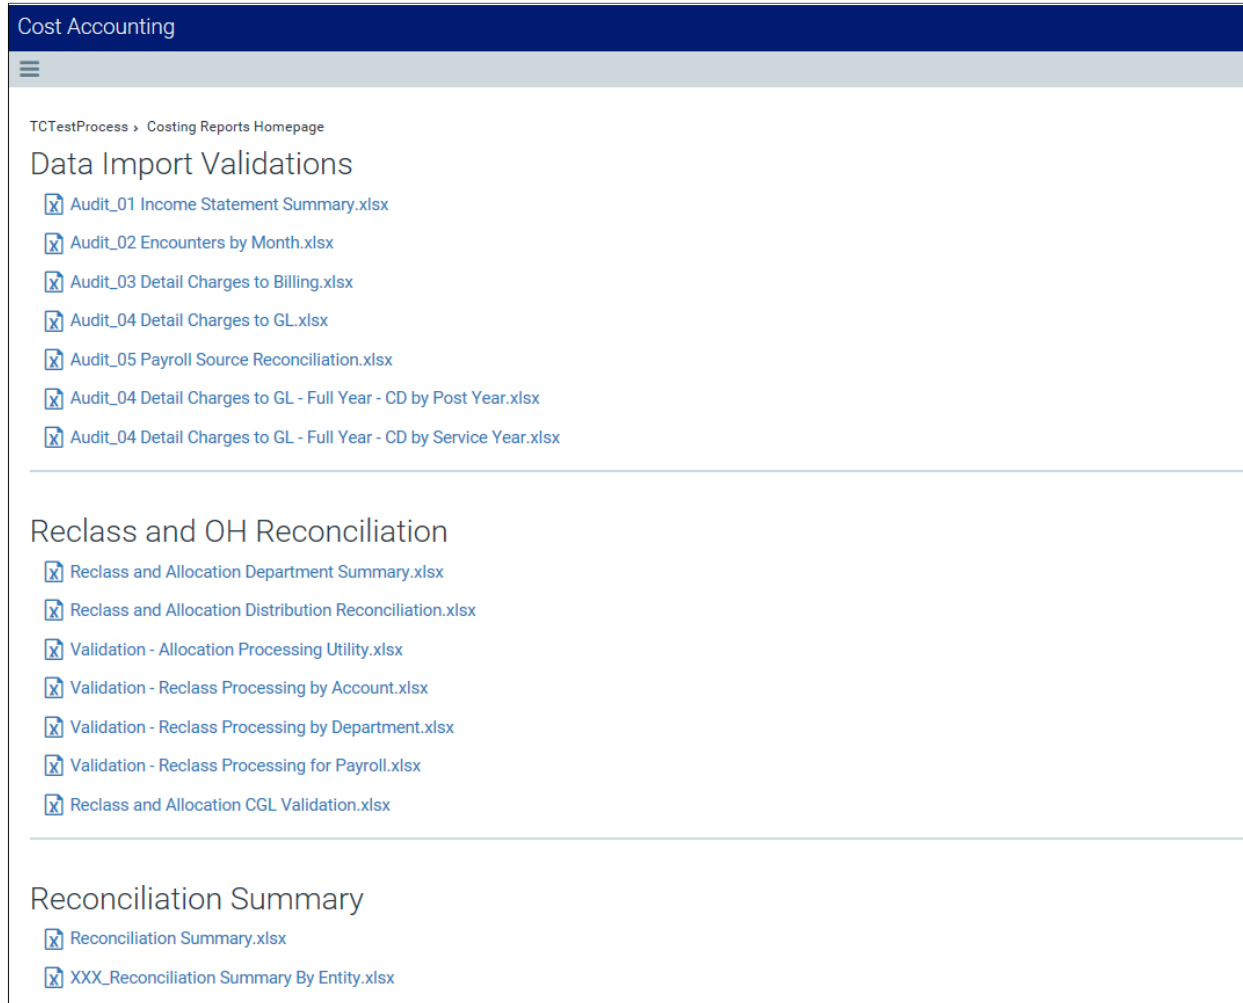 Cost Accounting
TCTestProcess › Costing Reports Homepage
Data Import Validations
Audit_01 Income Statement Summary.xlsx
Audit_02 Encounters by Month.xlsx
Audit_03 Detail Charges to Billing.xlsx
Audit_04 Detail Charges to GL.xlsx
Audit_05 Payroll Source Reconciliation.xlsx
Audit_04 Detail Charges to GL - Full Year - CD by Post Year.xlsx
Audit_04 Detail Charges to GL - Full Year - CD by Service Year.xlsx
Reclass and OH Reconciliation
Reclass and Allocation Department Summary.xlsx
Reclass and Allocation Distribution Reconciliation.xlsx
Validation - Allocation Processing Utility.xlsx
Validation - Reclass Processing by Account.xlsx
Validation - Reclass Processing by Department.xlsx
Validation - Reclass Processing for Payroll.xlsx
Reclass and Allocation CGL Validation.xlsx
Reconciliation Summary
Reconciliation Summary.xlsx
XXX_Reconciliation Summary By Entity.xlsx